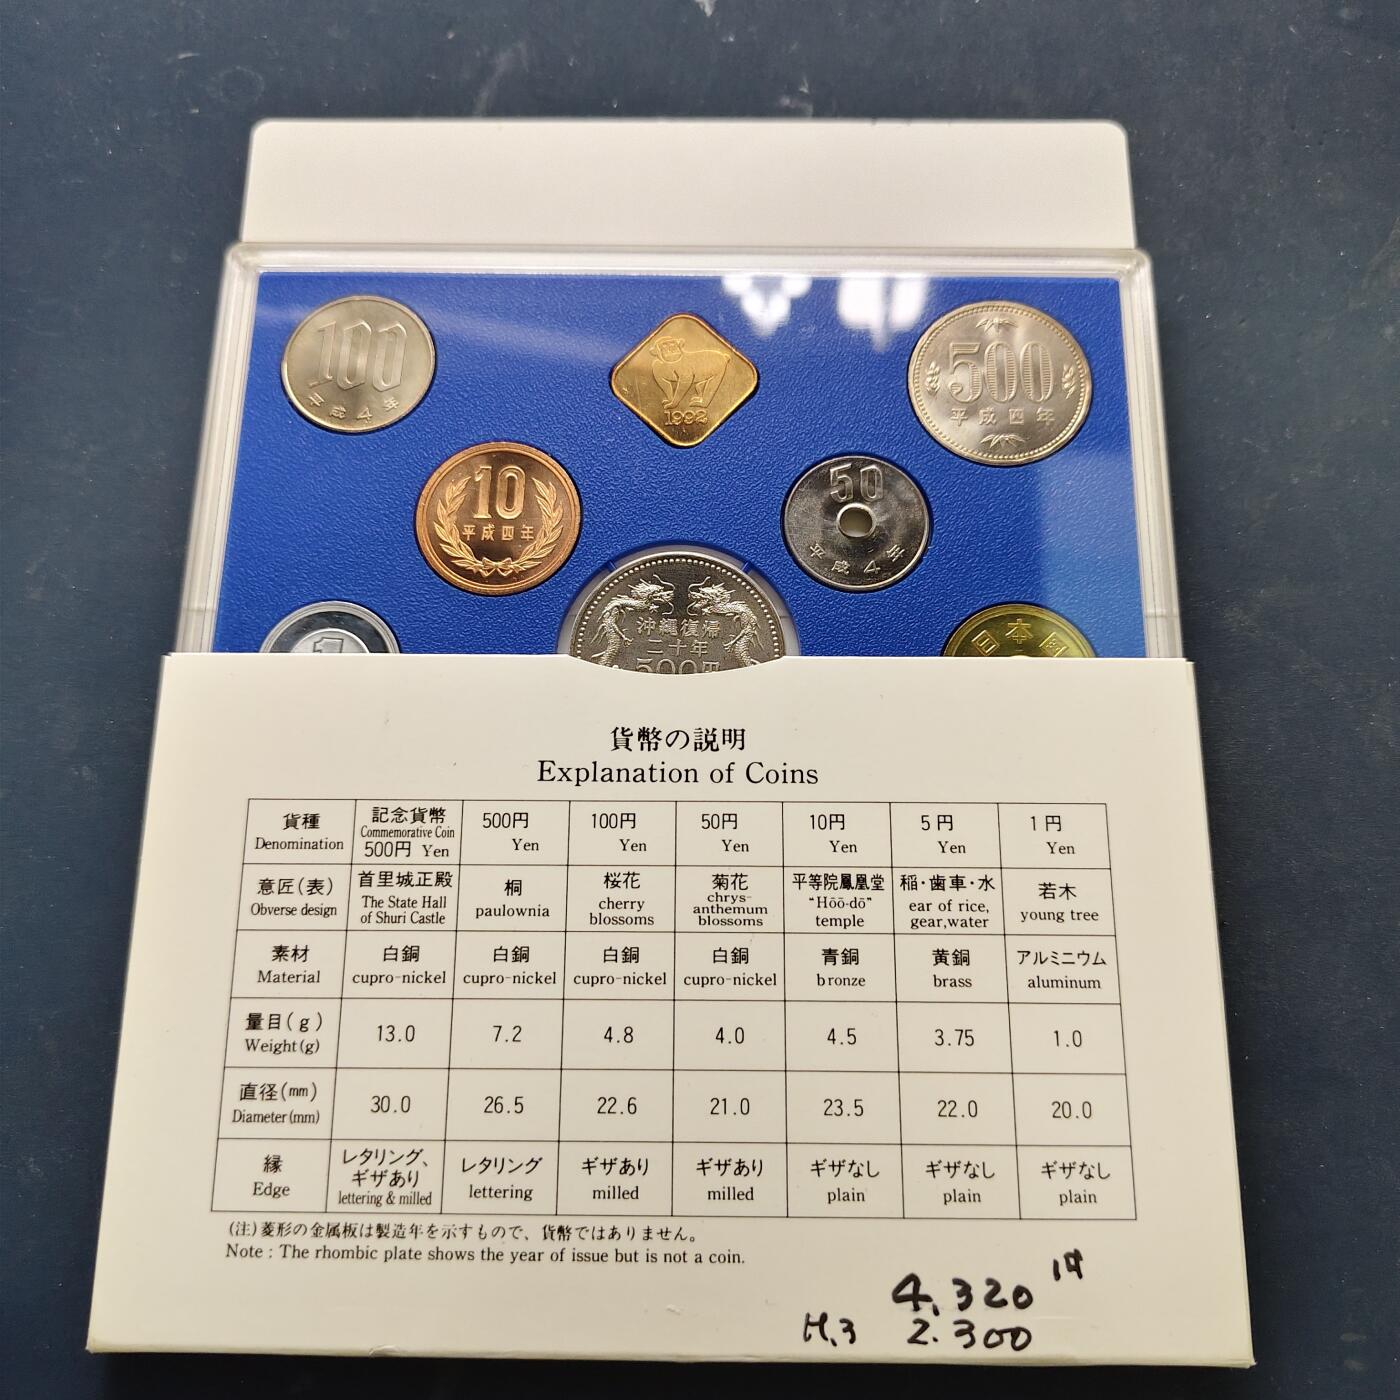 100
平成4年
1992
500
平成四年
10
平成四年
50
平成4年
1
沖縄復帰
二十年
500円
日本国
貨幣の説明
Explanation of Coins
貨種 Denomination 記念貨幣 Commemorative Coin 500円 Yen 500円 Yen 100円 Yen 50円 Yen 10円 Yen 5円 Yen 1円 Yen
意匠(表) Obverse design 首里城正殿 The State Hall of Shuri Castle 桐 paulownia 桜花 cherry blossoms 菊花 chrys-anthemum blossoms 平等院鳳凰堂 “Hōō-dō” temple 稲・歯車・水 ear of rice, gear,water 若木 young tree
素材 Material 白銅 cupro-nickel 白銅 cupro-nickel 白銅 cupro-nickel 白銅 cupro-nickel 青銅 bronze 黄銅 brass アルミニウム aluminum
量目(g) Weight(g) 13.0 7.2 4.8 4.0 4.5 3.75 1.0
直径(㎜) Diameter(mm) 30.0 26.5 22.6 21.0 23.5 22.0 20.0
縁 Edge レタリング、ギザあり lettering & milled レタリング lettering ギザあり milled ギザあり milled ギザなし plain ギザなし plain ギザなし plain
(注)菱形の金属板は製造年を示すもので、貨幣ではありません。
Note : The rhombic plate shows the year of issue but is not a coin.
4.320
H.3 2.300